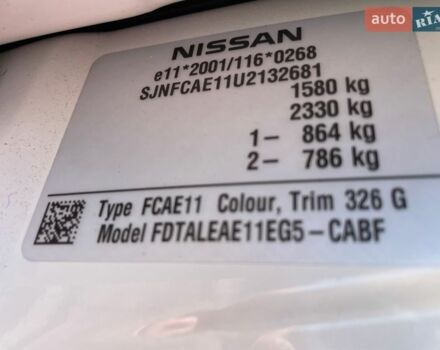 auto RIA
NISSAN
e11*2001/116*0268
SJNFCAE11U2132681
1580 kg
2330 kg
1- 864 kg
2- 786 kg
Type FCAE11 Colour, Trim 326 G
Model FDTALEAE11EG5-CABF